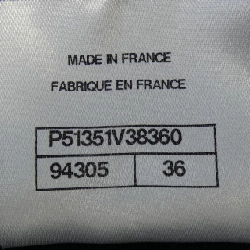 MADE IN FRANCE
FABRIQUE EN FRANCE
P51351V38360
94305 36